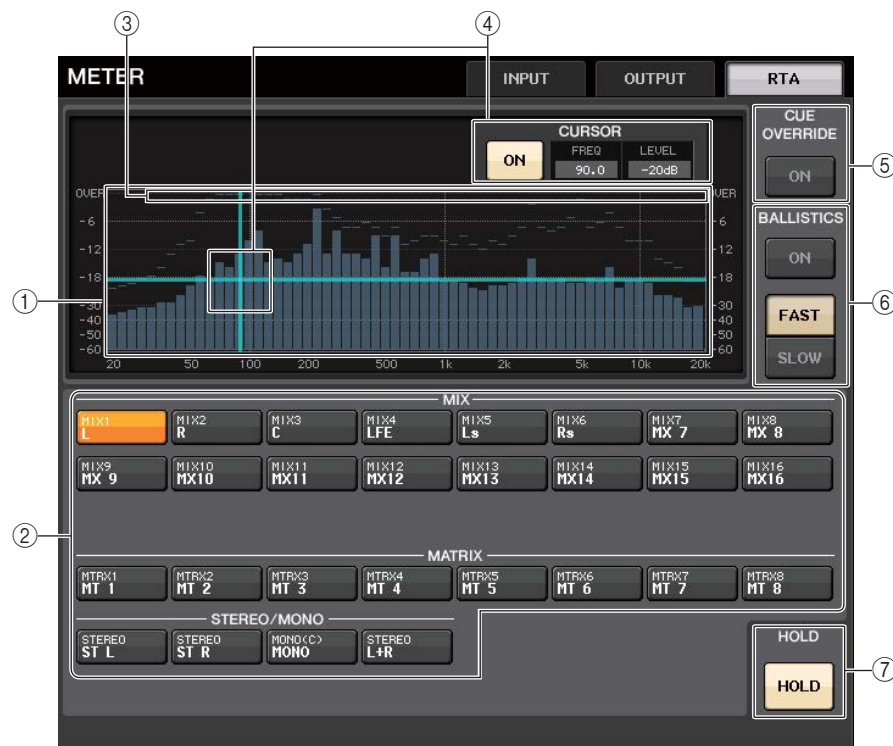 ③ ④
METER INPUT OUTPUT RTA
CURSOR
ON FREQ LEVEL
90.0 -20dB
CUE
OVERRIDE
ON
⑤
OVER OVER
-6 -6
-12 -12
-18 -18
-30 -30
-40 -40
-50 -50
-60 -60
20 50 100 200 500 1k 2k 5k 10k 20k
①
BALLISTICS
ON
FAST
SLOW
⑥
②
MIX
MIX1 MIX2 MIX3 MIX4 MIX5 MIX6 MIX7 MIX8
L R C LFE Ls Rs MX 7 MX 8
MIX9 MIX10 MIX11 MIX12 MIX13 MIX14 MIX15 MIX16
MX 9 MX10 MX11 MX12 MX13 MX14 MX15 MX16
MATRIX
MTRX1 MTRX2 MTRX3 MTRX4 MTRX5 MTRX6 MTRX7 MTRX8
MT 1 MT 2 MT 3 MT 4 MT 5 MT 6 MT 7 MT 8
STEREO/MONO
STEREO STEREO MONO(C) STEREO
ST L ST R MONO L+R
HOLD
HOLD
⑦